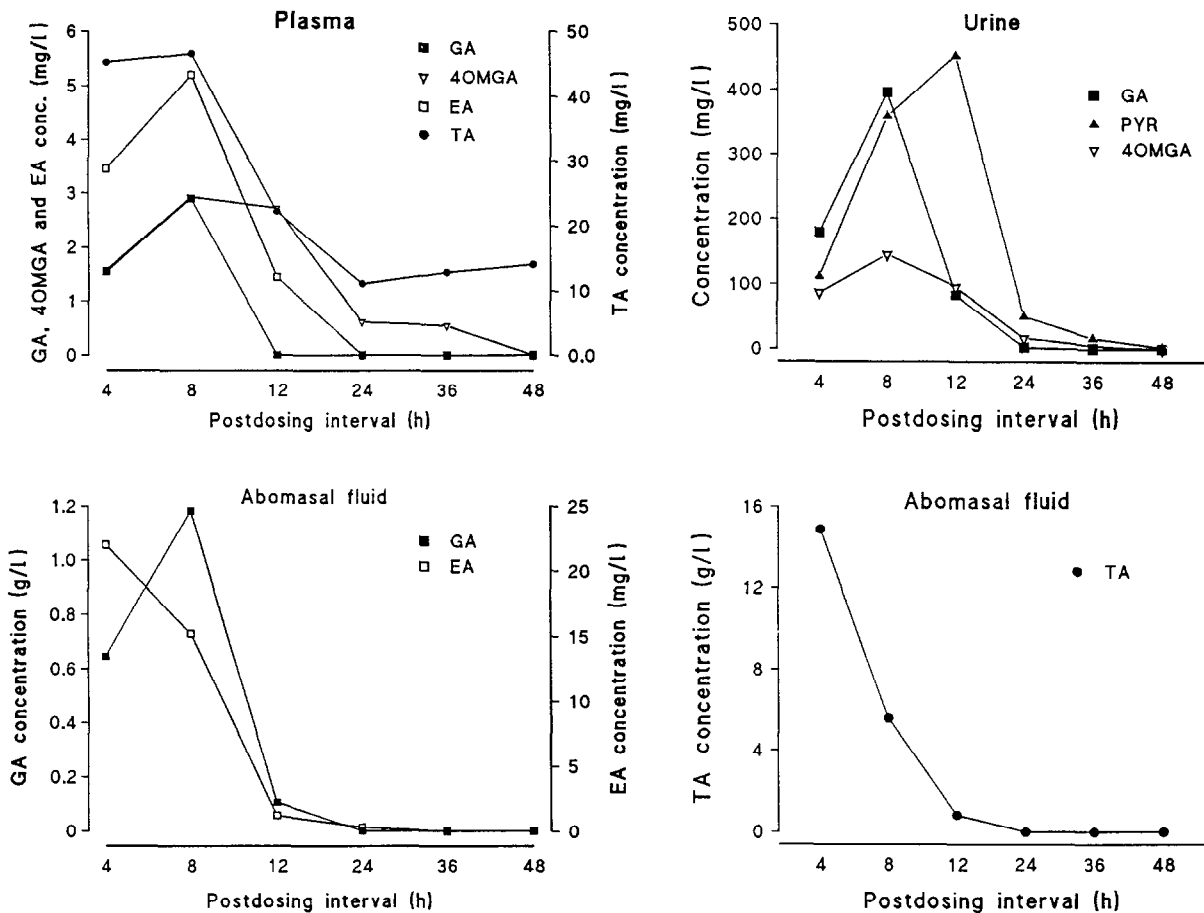 Plasma
GA, 4OMGA and EA conc. (mg/l)
6
5
4
3
2
1
0
GA
4OMGA
EA
TA
50
40
30
20
10
0.0
TA concentration (mg/l)
4 8 12 24 36 48
Postdosing interval (h)
Urine
Concentration (mg/l)
500
400
300
200
100
0
GA
PYR
4OMGA
4 8 12 24 36 48
Postdosing interval (h)
Abomasal fluid
GA concentration (g/l)
1.2
1.0
0.8
0.6
0.4
0.2
0
GA
EA
25
20
15
10
5
0
EA concentration (mg/l)
4 8 12 24 36 48
Postdosing interval (h)
Abomasal fluid
TA concentration (g/l)
16
12
8
4
0
TA
4 8 12 24 36 48
Postdosing interval (h)